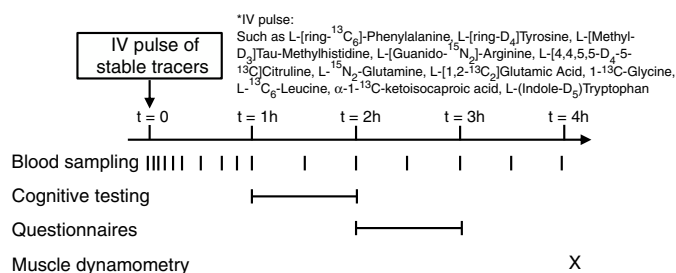 *IV pulse:
Such as L-[ring-¹³C₆]-Phenylalanine, L-[ring-D₄]Tyrosine, L-[Methyl-
D₃]Tau-Methylhistidine, L-[Guanido-¹⁵N₂]-Arginine, L-[4,4,5,5-D₄-5-
¹³C]Citruline, L-¹⁵N₂-Glutamine, L-[1,2-¹³C₂]Glutamic Acid, 1-¹³C-Glycine,
L-¹³C₆-Leucine, α-1-¹³C-ketoisocaproic acid, L-(Indole-D₅)Tryptophan
IV pulse of
stable tracers
t = 0 t = 1h t = 2h t = 3h t = 4h
Blood sampling
Cognitive testing
Questionnaires
Muscle dynamometry X